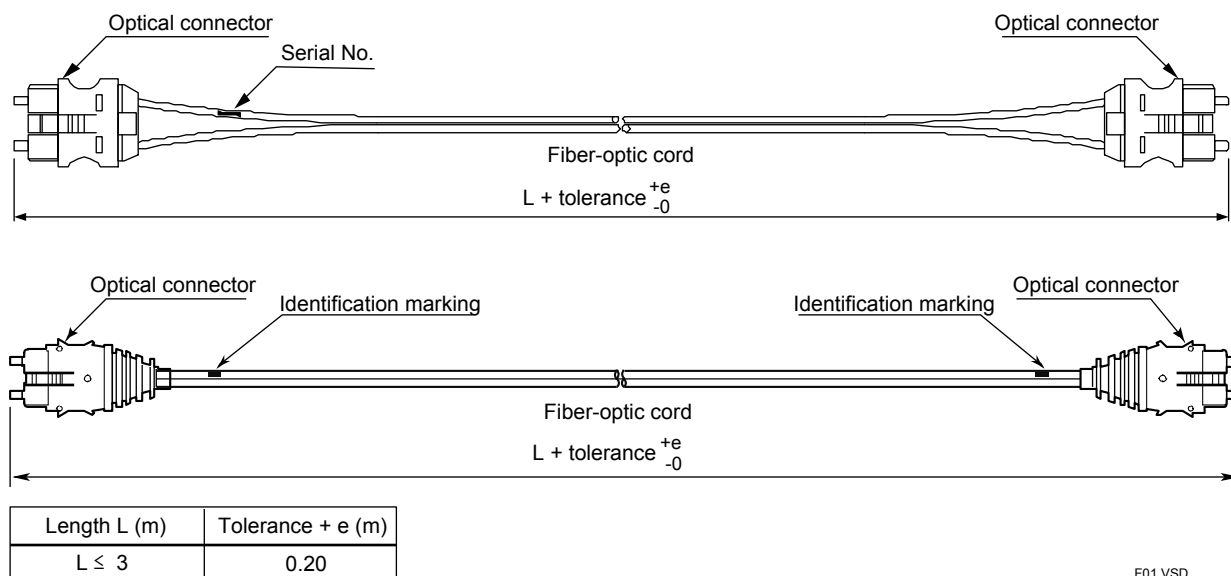 Optical connector
Optical connector
Serial No.
Fiber-optic cord
L + tolerance +e -0
Optical connector
Optical connector
Identification marking
Identification marking
Fiber-optic cord
L + tolerance +e -0
Length L (m) Tolerance + e (m)
L ≤ 3 0.20
F01.VSD